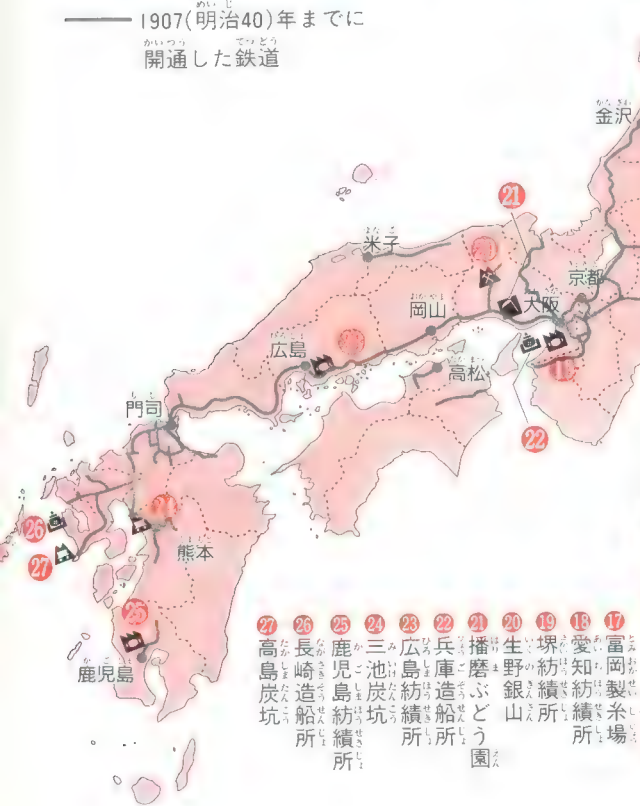 1907(明治40)年までに
開通した鉄道
金沢
21
米子
京都
岡山
大阪
広島
高松
門司
22
24
26
27
熊本
25
鹿児島
17 富岡製糸場
18 愛知紡績所
19 堺紡績所
20 生野銀山
21 播磨ぶどう園
22 兵庫造船所
23 広島紡績所
24 三池炭坑
25 鹿児島紡績所
26 長崎造船所
27 高島炭坑